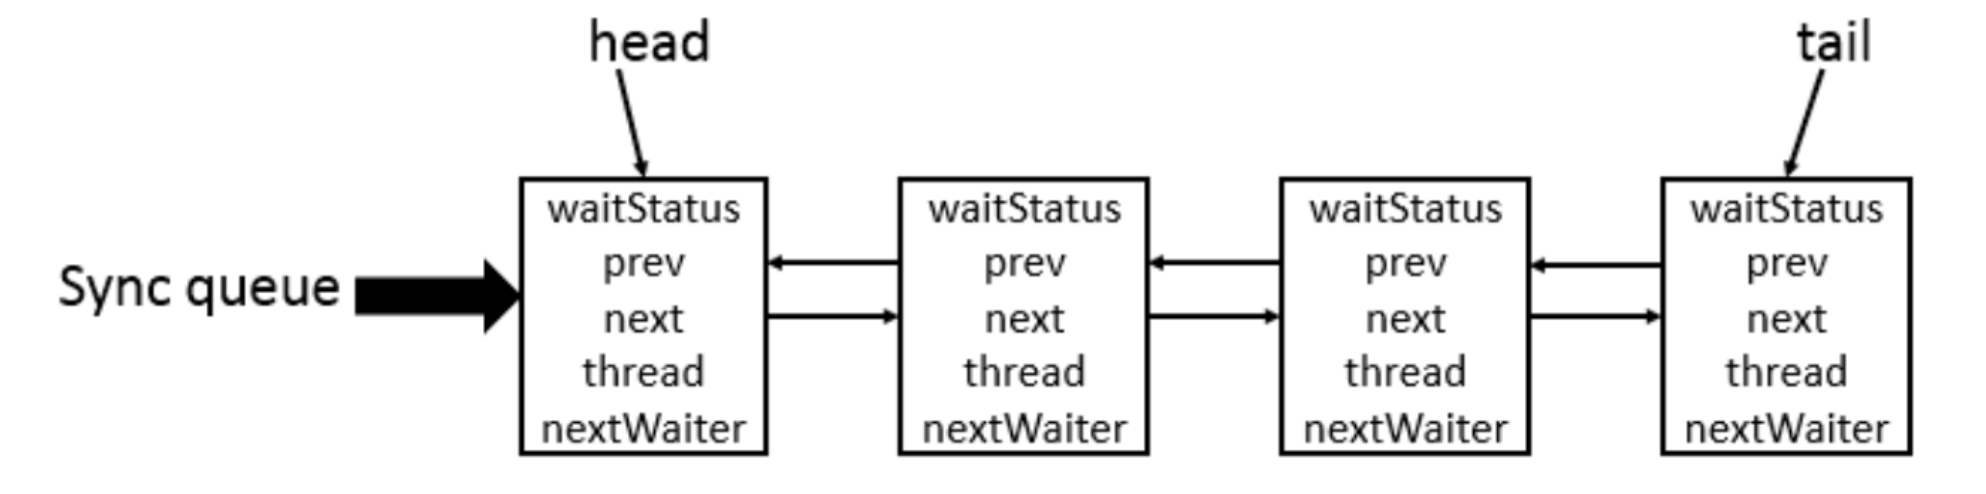 head
tail
Sync queue
waitStatus
prev
next
thread
nextWaiter
waitStatus
prev
next
thread
nextWaiter
waitStatus
prev
next
thread
nextWaiter
waitStatus
prev
next
thread
nextWaiter